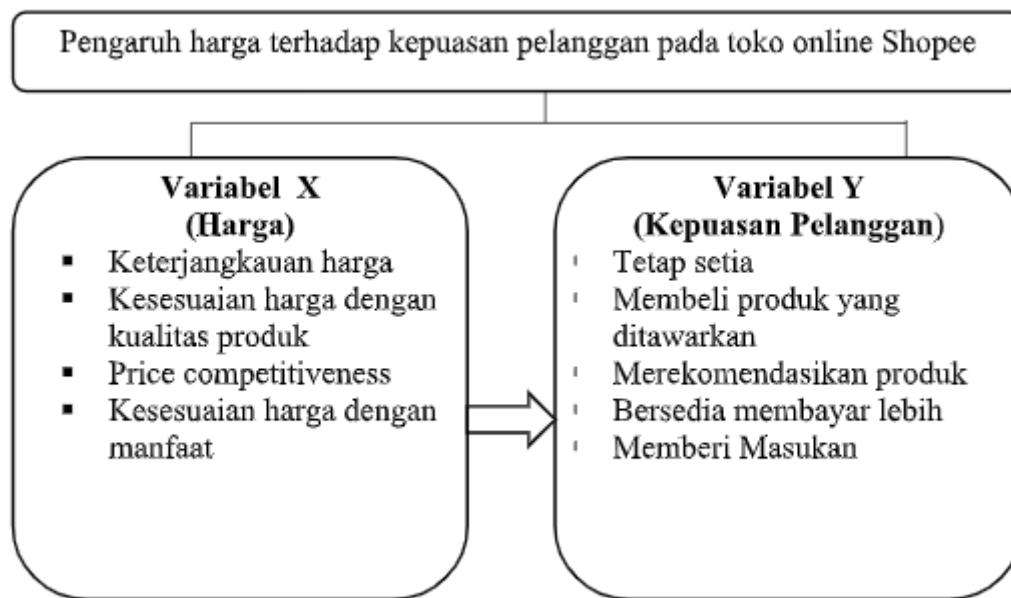 Pengaruh harga terhadap kepuasan pelanggan pada toko online Shopee
Variabel X
(Harga)
Keterjangkauan harga
Kesesuaian harga dengan
kualitas produk
Price competitiveness
Kesesuaian harga dengan
manfaat
Variabel Y
(Kepuasan Pelanggan)
Tetap setia
Membeli produk yang
ditawarkan
Merekomendasikan produk
Bersedia membayar lebih
Memberi Masukan